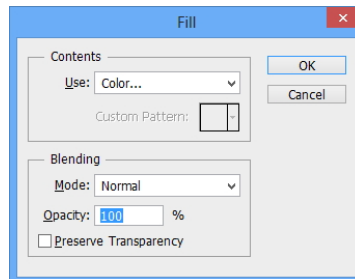 Fill
Contents
Use: Color...
Custom Pattern:
OK
Cancel
Blending
Mode: Normal
Opacity: 100 %
Preserve Transparency